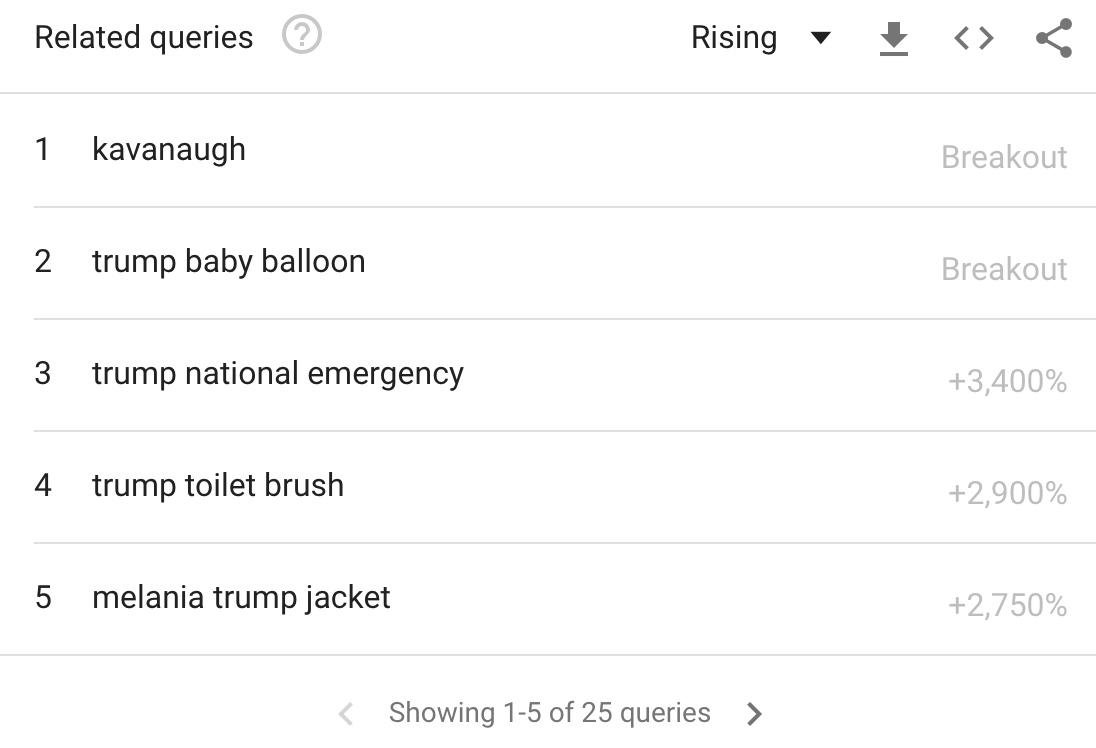 Related queries ? Rising
1 kavanaugh Breakout
2 trump baby balloon Breakout
3 trump national emergency +3,400%
4 trump toilet brush +2,900%
5 melania trump jacket +2,750%
Showing 1-5 of 25 queries